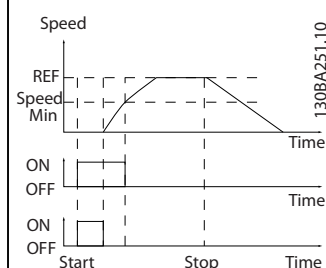 Speed
130BA251.10
REF
Speed
Min
Time
ON
OFF
Time
ON
OFF
Start Stop Time